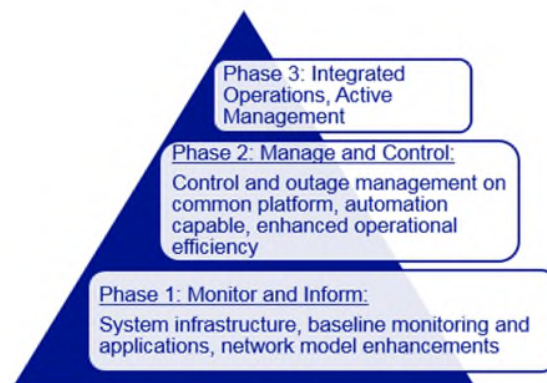 Phase 3: Integrated
Operations, Active
Management
Phase 2: Manage and Control:
Control and outage management on
common platform, automation
capable, enhanced operational
efficiency
Phase 1: Monitor and Inform:
System infrastructure, baseline monitoring and
applications, network model enhancements